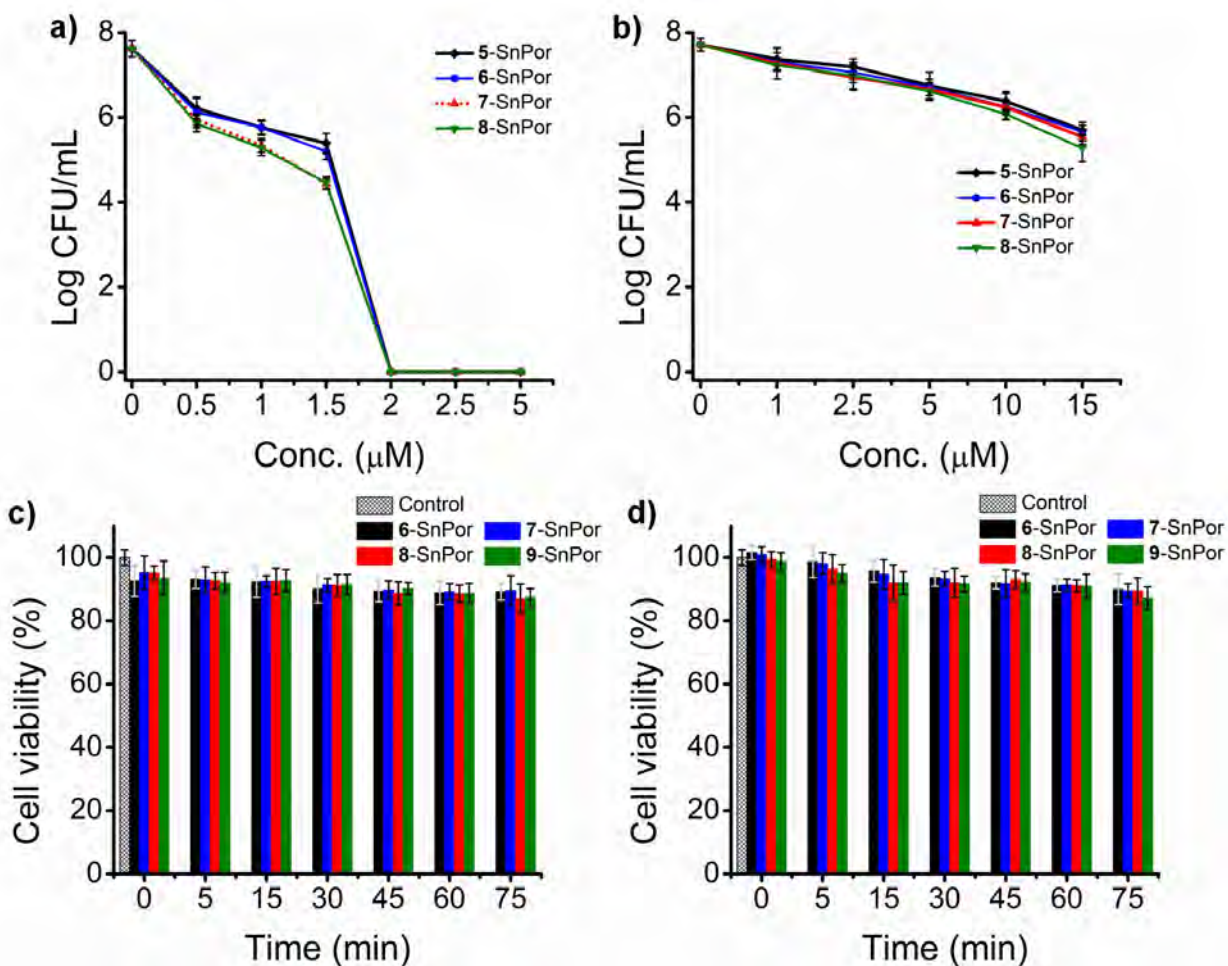 a)
8
6
4
2
0
Log CFU/mL
5-SnPor
6-SnPor
7-SnPor
8-SnPor
0 0.5 1 1.5 2 2.5 5
Conc. (μM)
b)
8
6
4
2
0
Log CFU/mL
5-SnPor
6-SnPor
7-SnPor
8-SnPor
0 1 2.5 5 10 15
Conc. (μM)
c)
Control
6-SnPor 7-SnPor
8-SnPor 9-SnPor
100
80
60
40
20
0
Cell viability (%)
0 5 15 30 45 60 75
Time (min)
d)
Control
6-SnPor 7-SnPor
8-SnPor 9-SnPor
100
80
60
40
20
0
Cell viability (%)
0 5 15 30 45 60 75
Time (min)